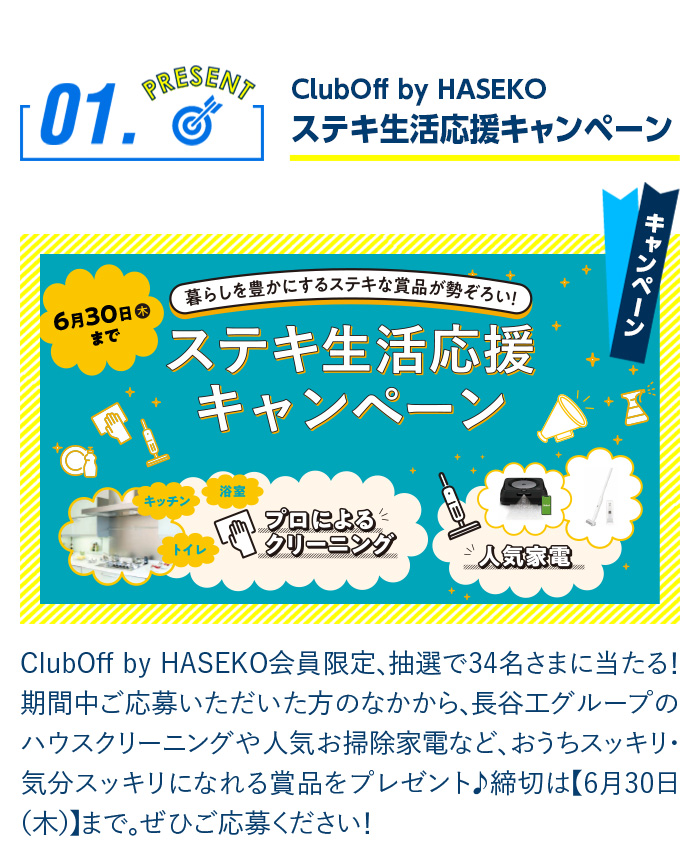 01.
PRESENT
ClubOff by HASEKO
ステキ生活応援キャンペーン
キャンペーン
6月30日木
まで
暮らしを豊かにするステキな賞品が勢ぞろい!
ステキ生活応援
キャンペーン
キッチン
浴室
トイレ
プロによる
クリーニング
人気家電
ClubOff by HASEKO会員限定、抽選で34名さまに当たる!
期間中ご応募いただいた方のなかから、長谷工グループの
ハウスクリーニングや人気お掃除家電など、おうちスッキリ・
気分スッキリになれる賞品をプレゼント♪締切は【6月30日
(木)】まで。ぜひご応募ください!